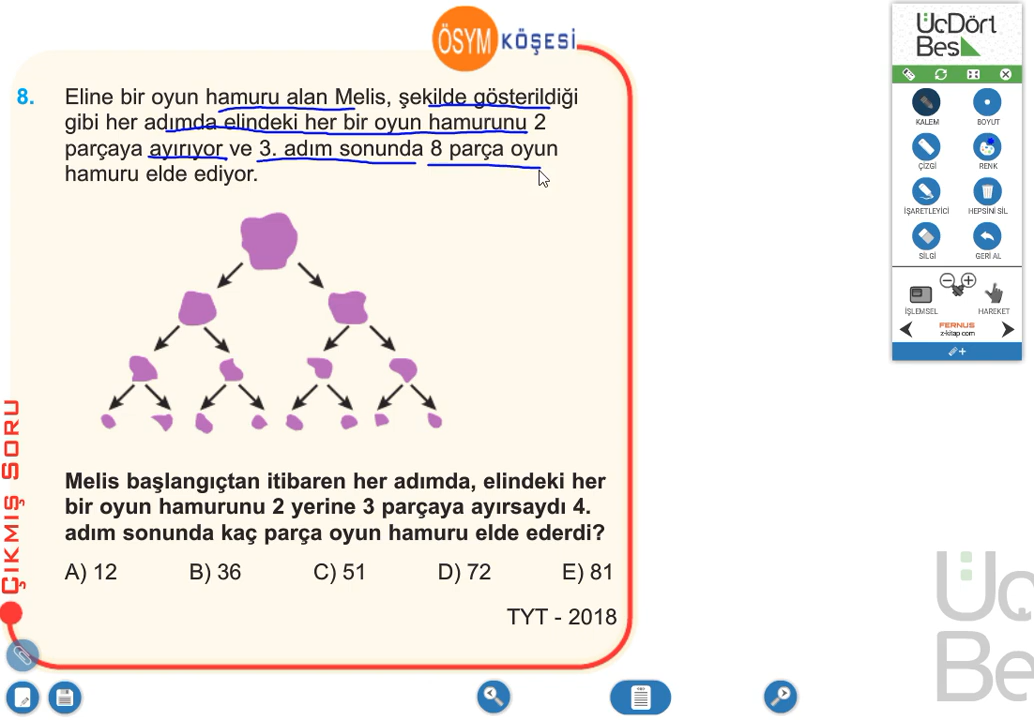 ÖSYM KÖŞESİ
8. Eline bir oyun hamuru alan Melis, şekilde gösterildiği
gibi her adımda elindeki her bir oyun hamurunu 2
parçaya ayırıyor ve 3. adım sonunda 8 parça oyun
hamuru elde ediyor.
Melis başlangıçtan itibaren her adımda, elindeki her
bir oyun hamurunu 2 yerine 3 parçaya ayırsaydı 4.
adım sonunda kaç parça oyun hamuru elde ederdi?
A) 12 B) 36 C) 51 D) 72 E) 81
TYT - 2018
ÇIKMIŞ SORU
ÜçDört
Beş
KALEM BOYUT
ÇİZGİ RENK
İŞARETLEYİCİ HEPSİNİ SİL
SİLGİ GERİ AL
İŞLEMSEL HAREKET
FERNUS
z-kitap.com
Üç
Be